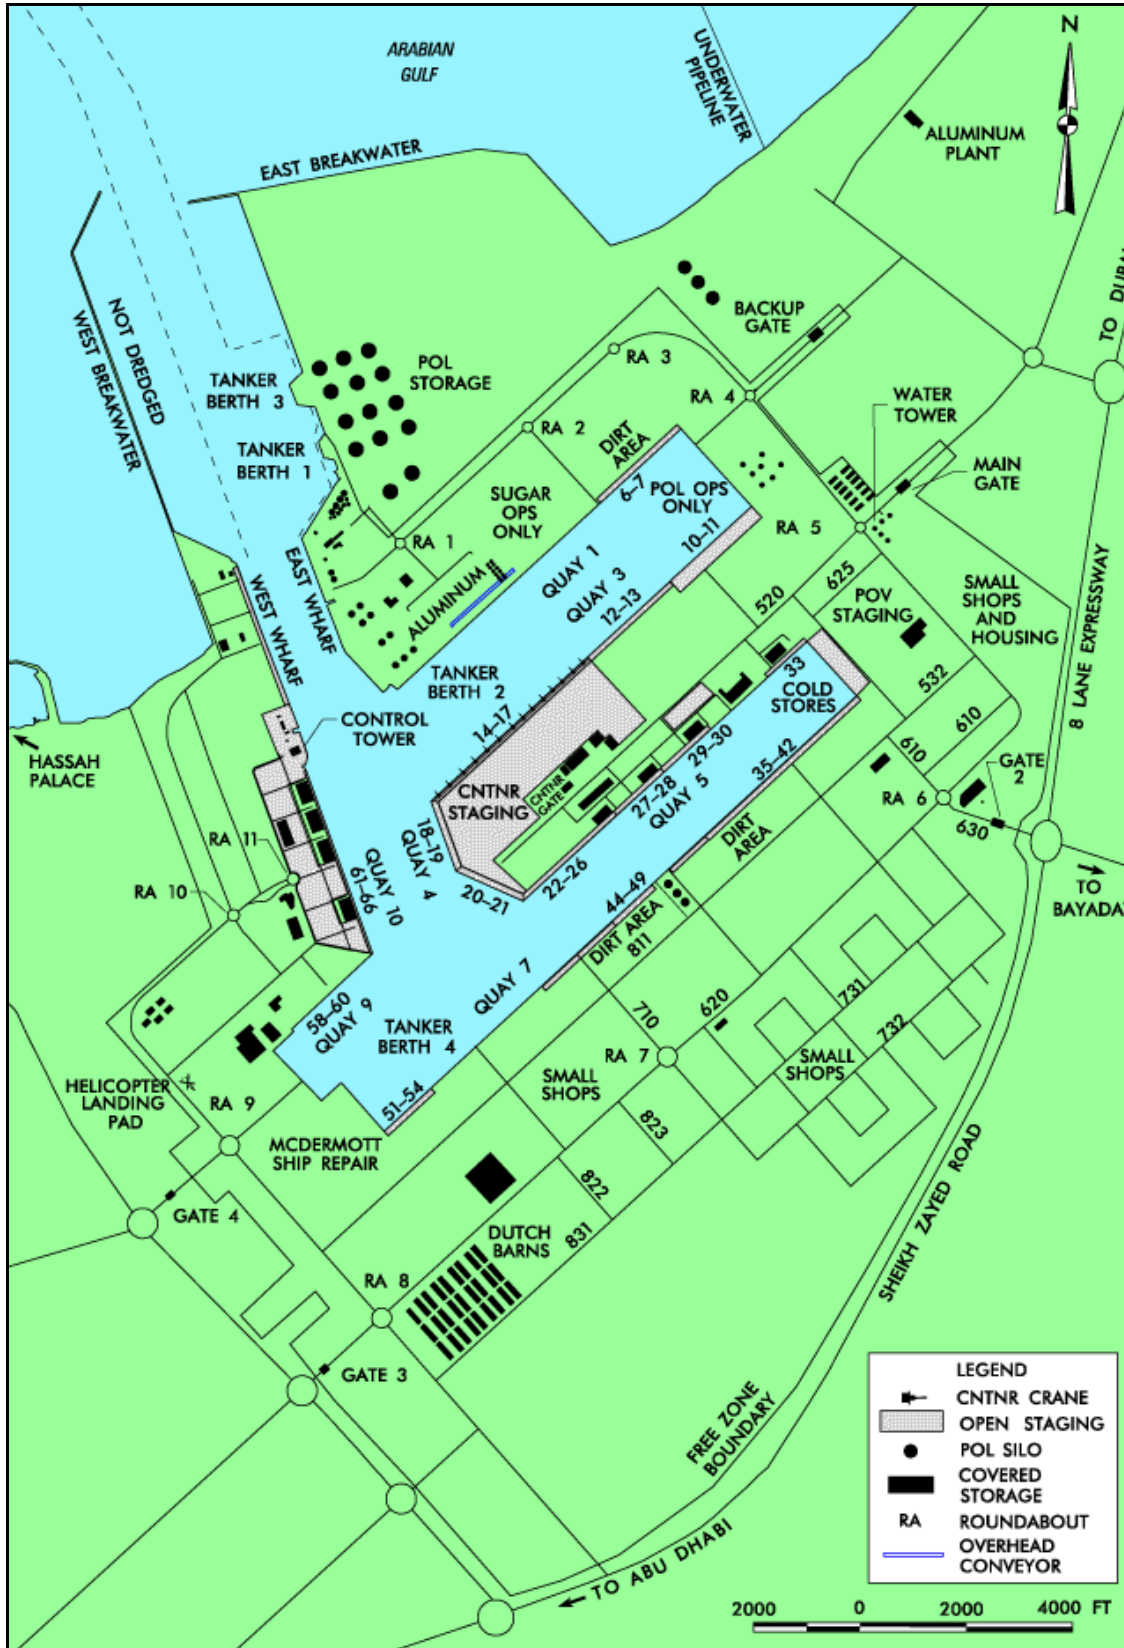 ARABIAN
GULF
UNDERWATER
PIPELINE
N
ALUMINUM
PLANT
EAST BREAKWATER
TO DUBAI
NOT DREDGED
WEST BREAKWATER
BACKUP
GATE
TANKER
BERTH 3
POL
STORAGE
RA 3
RA 4
WATER
TOWER
TANKER
BERTH 1
RA 2
DIRT
AREA
MAIN
GATE
6-7
POL OPS
ONLY
SUGAR
OPS
ONLY
10-11
RA 5
RA 1
EAST WHARF
WEST WHARF
ALUMINUM
QUAY 1
QUAY 3
12-13
520
625
POV
STAGING
SMALL
SHOPS
AND
HOUSING
8 LANE EXPRESSWAY
TANKER
BERTH 2
33
COLD
STORES
532
610
610
CONTROL
TOWER
14-17
HASSAH
PALACE
CNTNR
STAGING
CNTNR
GATE
29-30
27-28
QUAY 5
35-42
GATE
2
RA 6
630
18-19
QUAY 4
DIRT
AREA
RA 11
QUAY 10
61-66
20-21
22-26
TO
BAYADAT
RA 10
44-49
DIRT AREA
811
QUAY 7
58-60
QUAY 9
TANKER
BERTH 4
710
620
731
732
RA 7
SMALL
SHOPS
SMALL
SHOPS
HELICOPTER
LANDING
PAD
RA 9
51-54
823
MCDERMOTT
SHIP REPAIR
822
GATE 4
DUTCH
BARNS
831
SHEIKH ZAYED ROAD
RA 8
GATE 3
FREE ZONE
BOUNDARY
TO ABU DHABI
LEGEND
CNTNR CRANE
OPEN STAGING
POL SILO
COVERED
STORAGE
RA ROUNDABOUT
OVERHEAD
CONVEYOR
2000 0 2000 4000 FT